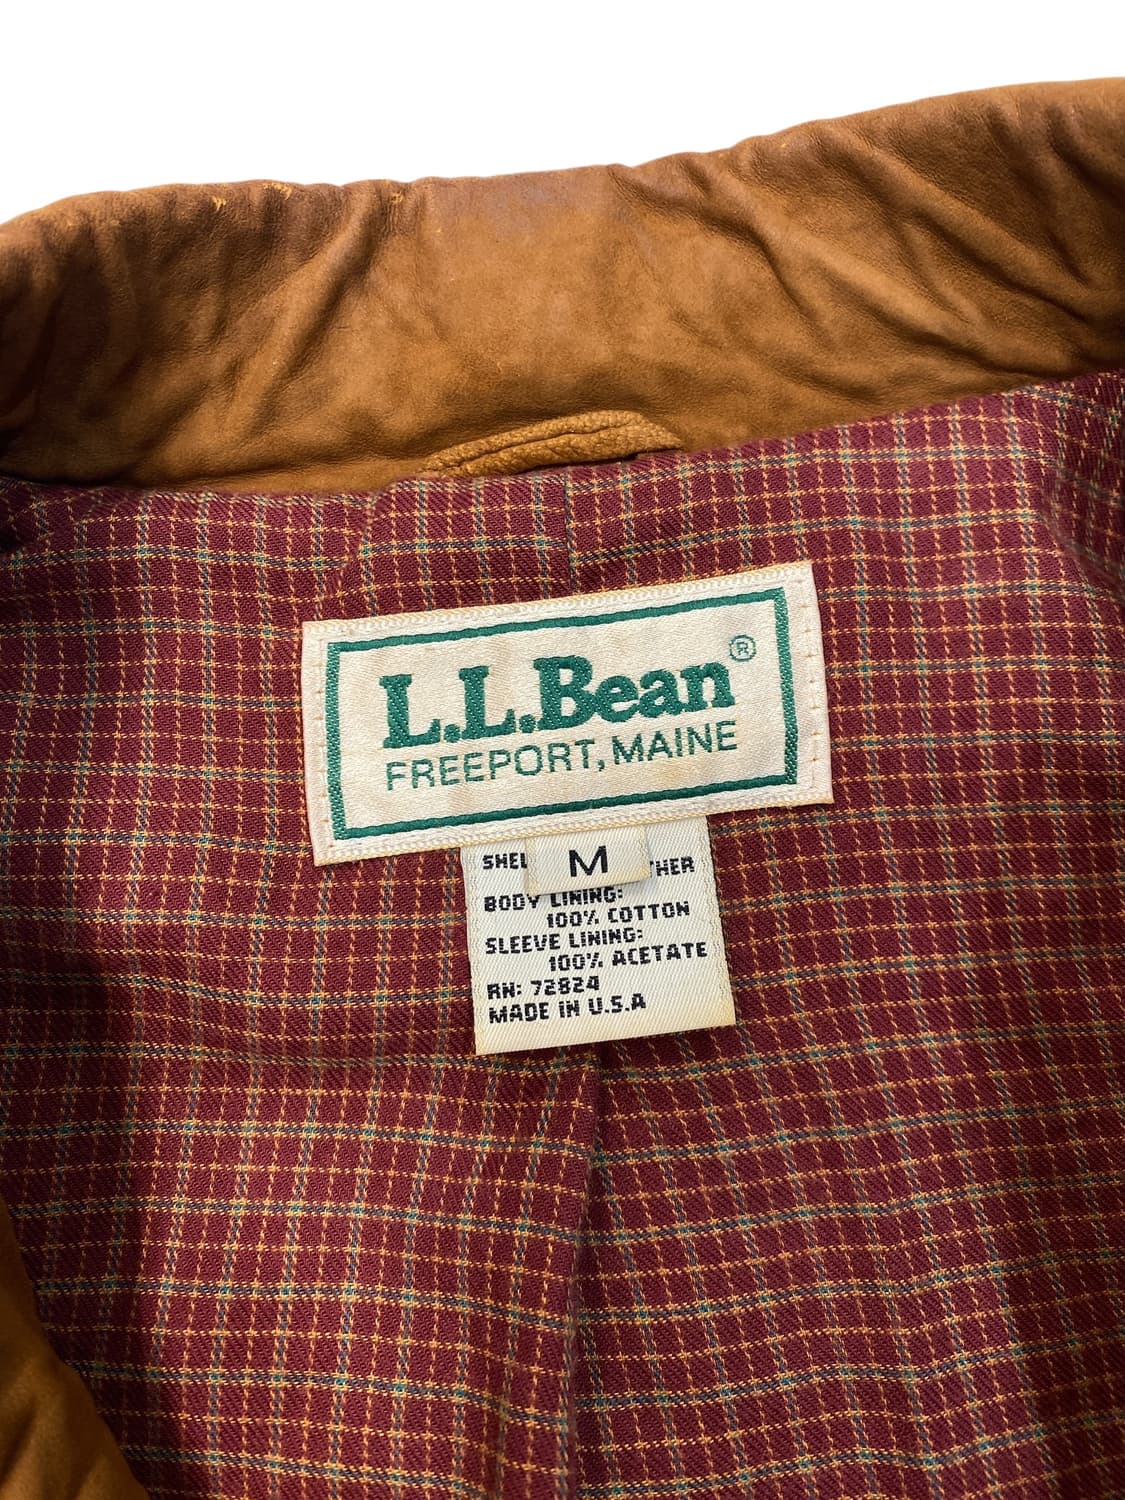 L.L.Bean®
FREEPORT, MAINE
M
BODY LINING:
100% COTTON
SLEEVE LINING:
100% ACETATE
RN: 72824
MADE IN U.S.A